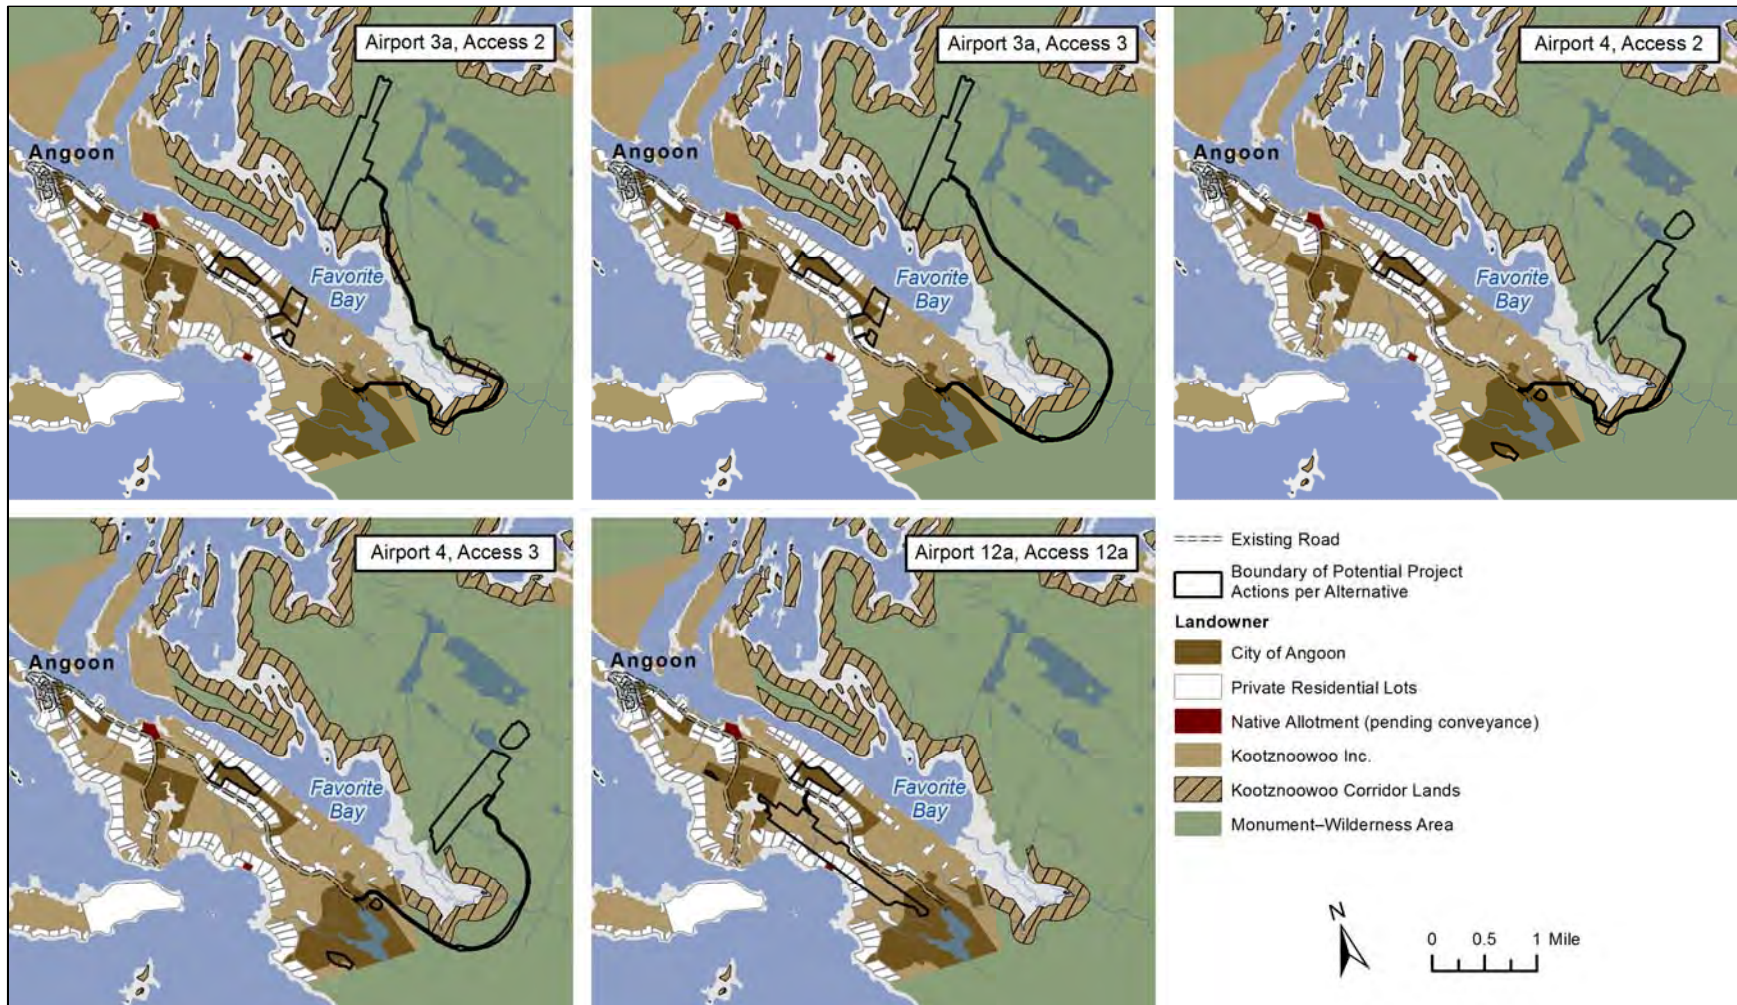 Airport 3a, Access 2
Angoon
Favorite
Bay
Airport 3a, Access 3
Angoon
Favorite
Bay
Airport 4, Access 2
Angoon
Favorite
Bay
Airport 4, Access 3
Angoon
Favorite
Bay
Airport 12a, Access 12a
Angoon
Favorite
Bay
Existing Road
Boundary of Potential Project
Actions per Alternative
Landowner
City of Angoon
Private Residential Lots
Native Allotment (pending conveyance)
Kootznoowoo Inc.
Kootznoowoo Corridor Lands
Monument–Wilderness Area
N
0 0.5 1 Mile